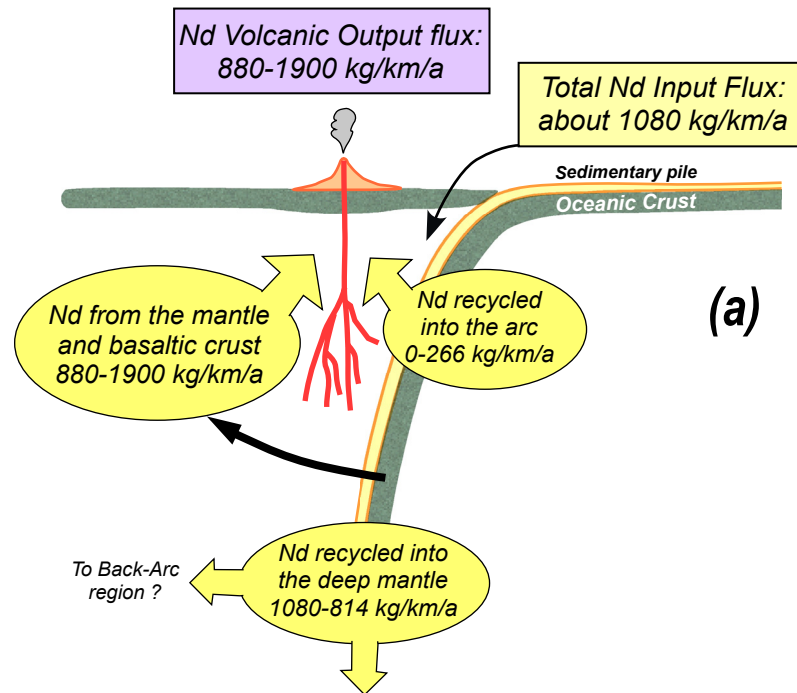 Nd Volcanic Output flux:
880-1900 kg/km/a
Total Nd Input Flux:
about 1080 kg/km/a
Sedimentary pile
Oceanic Crust
Nd from the mantle
and basaltic crust
880-1900 kg/km/a
Nd recycled
into the arc
0-266 kg/km/a
(a)
To Back-Arc
region ?
Nd recycled into
the deep mantle
1080-814 kg/km/a